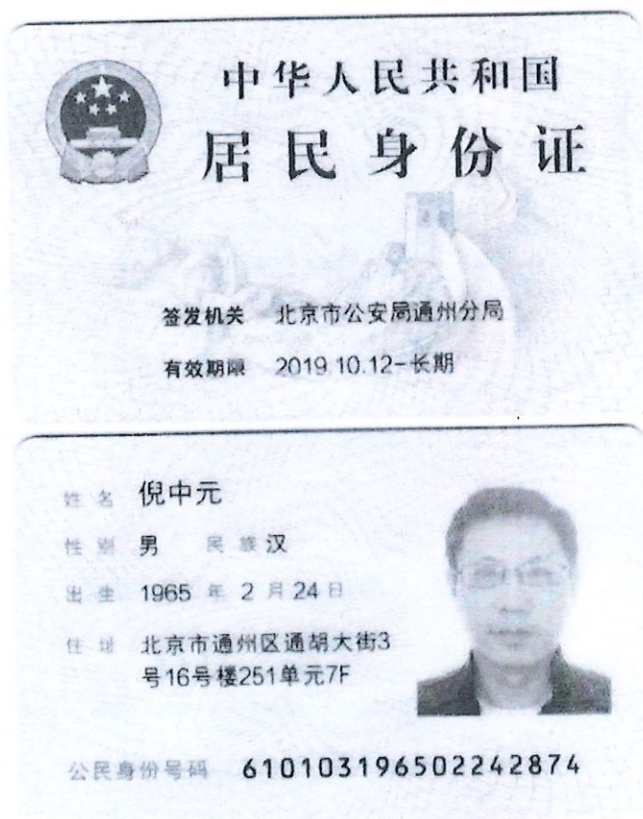 中华人民共和国
居民身份证
签发机关 北京市公安局通州分局
有效期限 2019.10.12-长期
姓名 倪中元
性别 男 民族 汉
出生 1965 年 2 月 24 日
住址 北京市通州区通胡大街3
号16号楼251单元7F
公民身份号码 610103196502242874